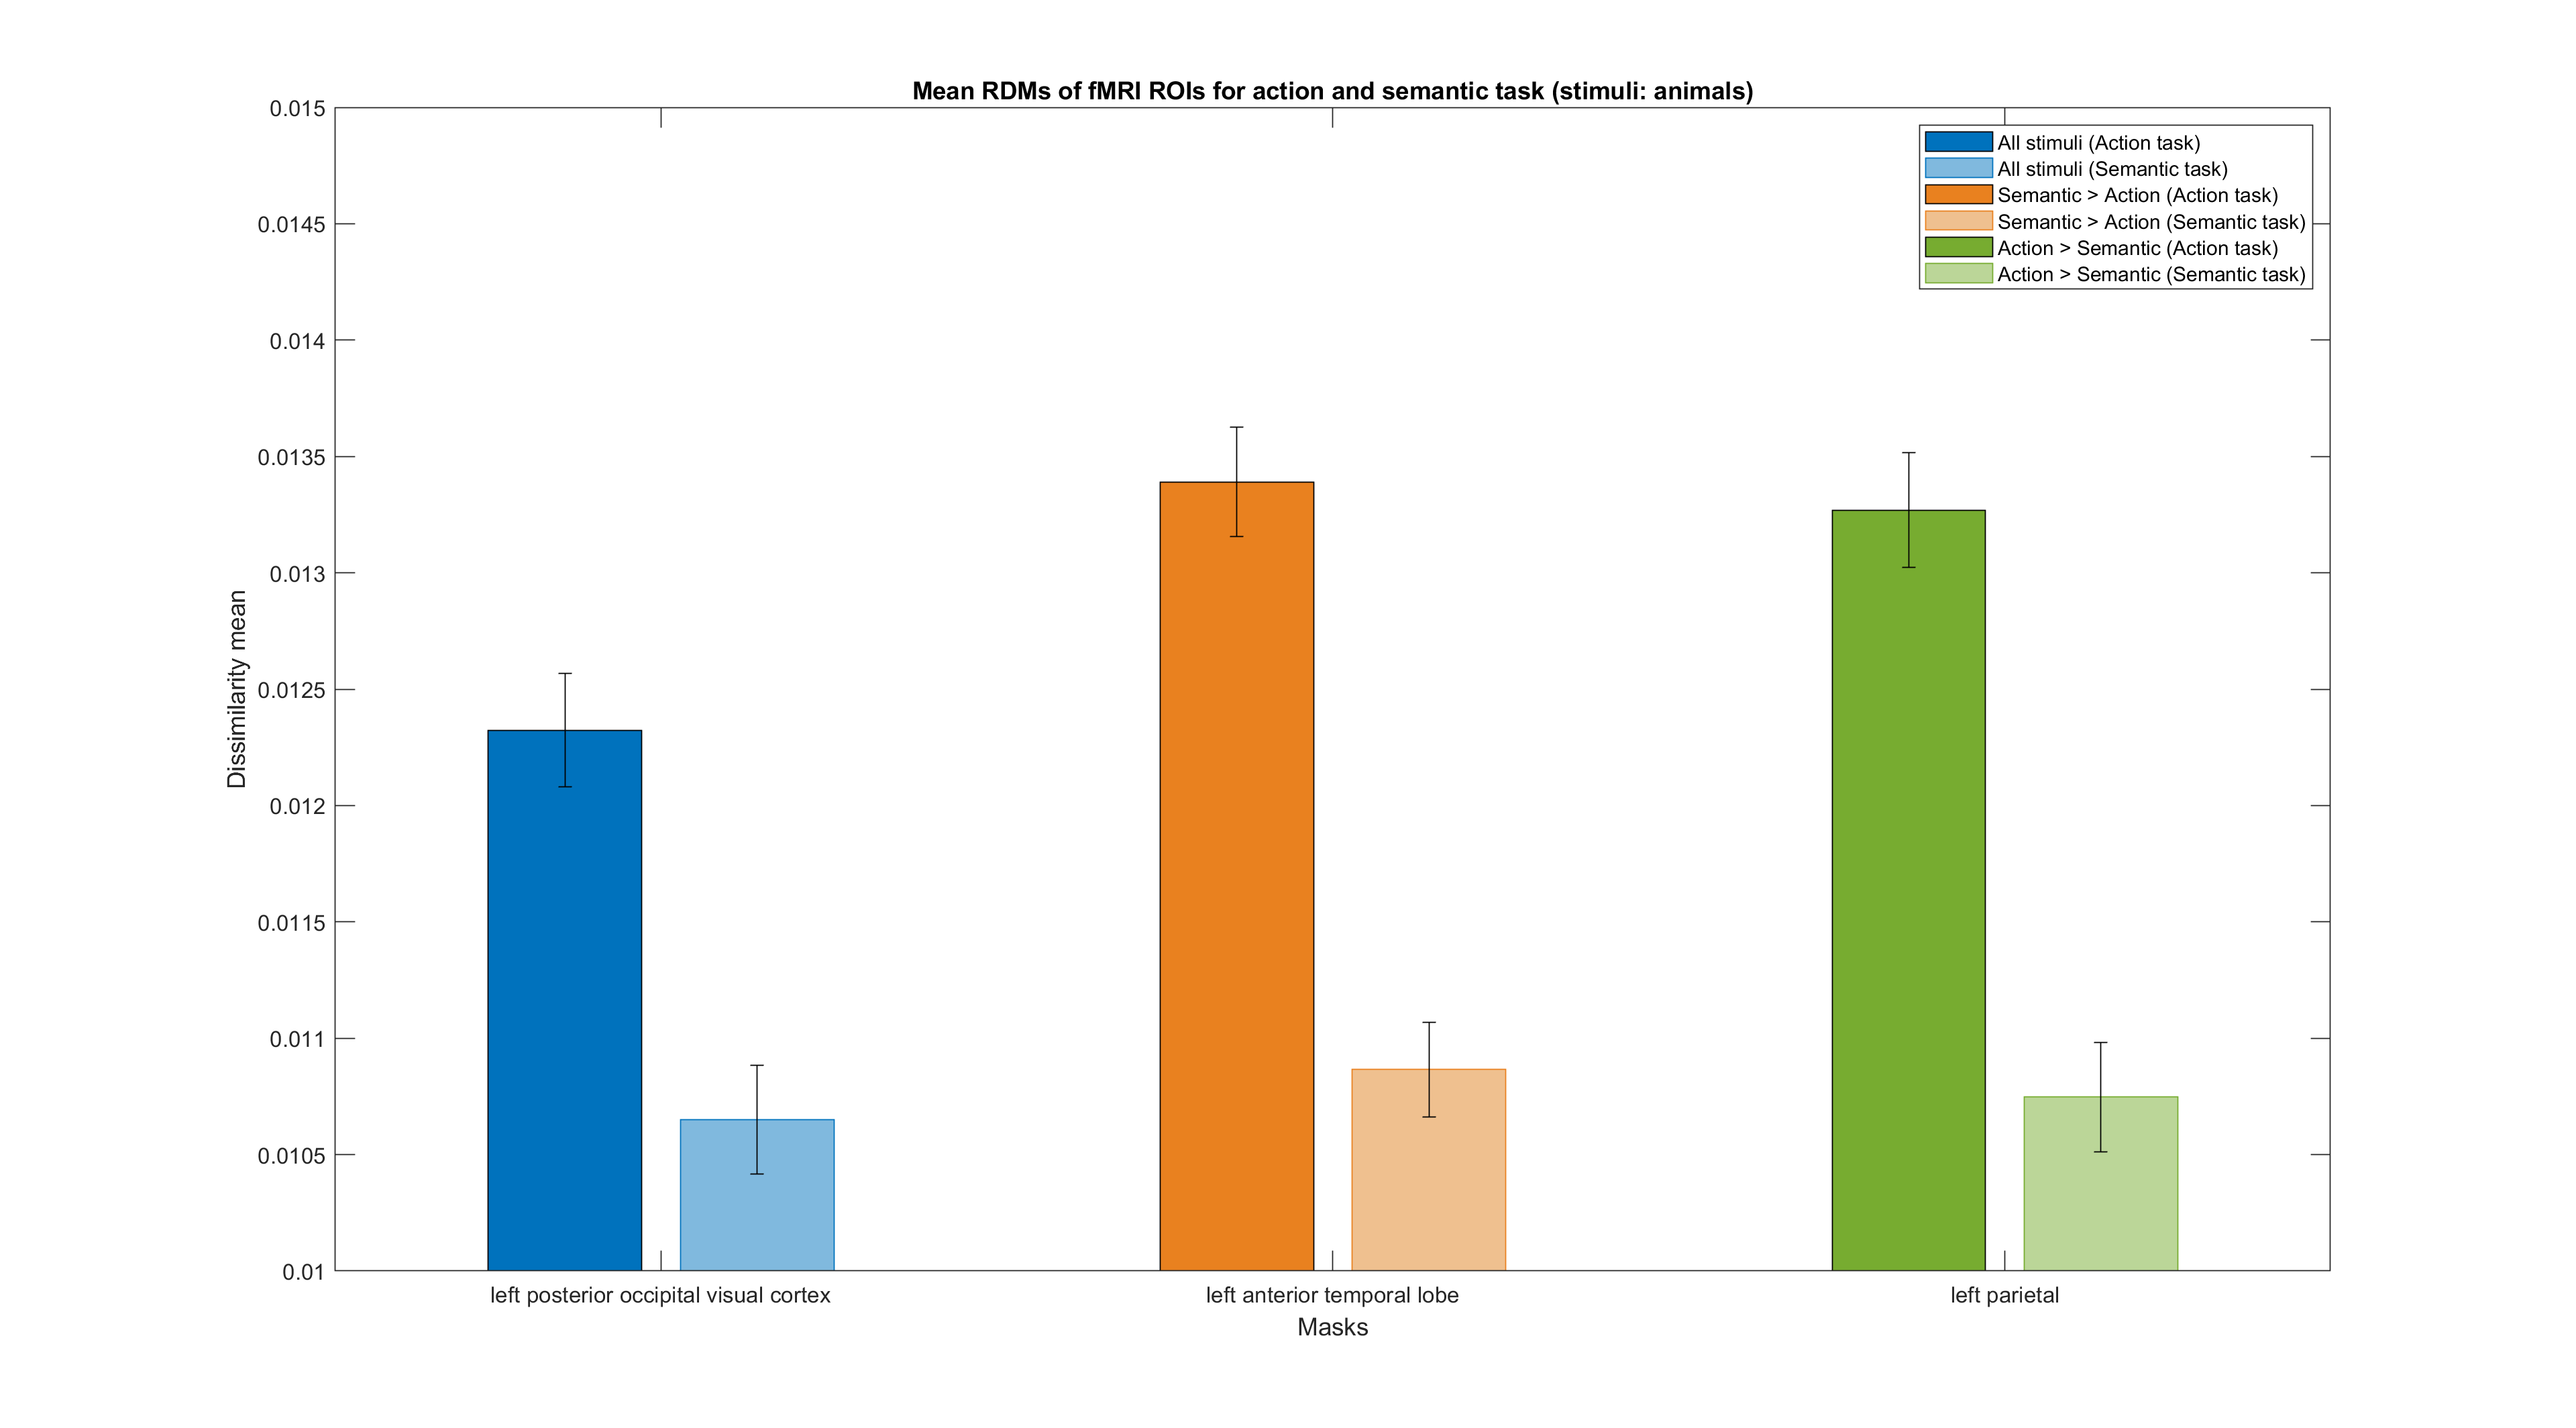 Mean RDMs of fMRI ROIs for action and semantic task (stimuli: animals)
0.015
0.0145
0.014
0.0135
0.013
0.0125
0.012
0.0115
0.011
0.0105
0.01
Dissimilarity mean
All stimuli (Action task)
All stimuli (Semantic task)
Semantic > Action (Action task)
Semantic > Action (Semantic task)
Action > Semantic (Action task)
Action > Semantic (Semantic task)
left posterior occipital visual cortex
left anterior temporal lobe
left parietal
Masks